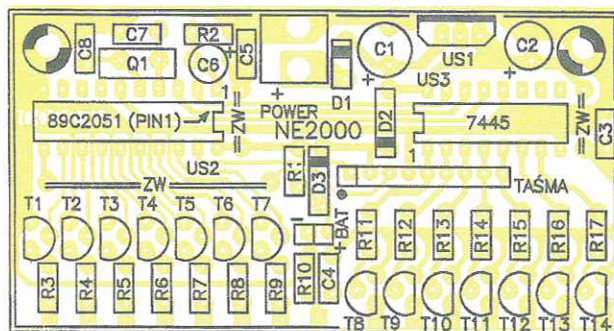 C8 C7 R2 C5 C6 Q1 C1 US1 C2
US3
D1
POWER
NE2000
89C2051 (PIN1)
1
=ZW=
D2
7445
=ZW=
C3
US2
1
ZW
R1
D3
TAŚMA
T1 T2 T3 T4 T5 T6 T7
BAT
R11 R12 R13 R14 R15 R16 R17
R3 R4 R5 R6 R7 R8 R9 R10 C4
T8 T9 T10 T11 T12 T13 T14